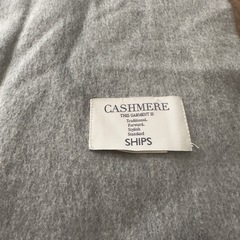 CASHMERE
THIS GARMENT IS
Traditional.
Forward.
Stylish
Standard
SHIPS